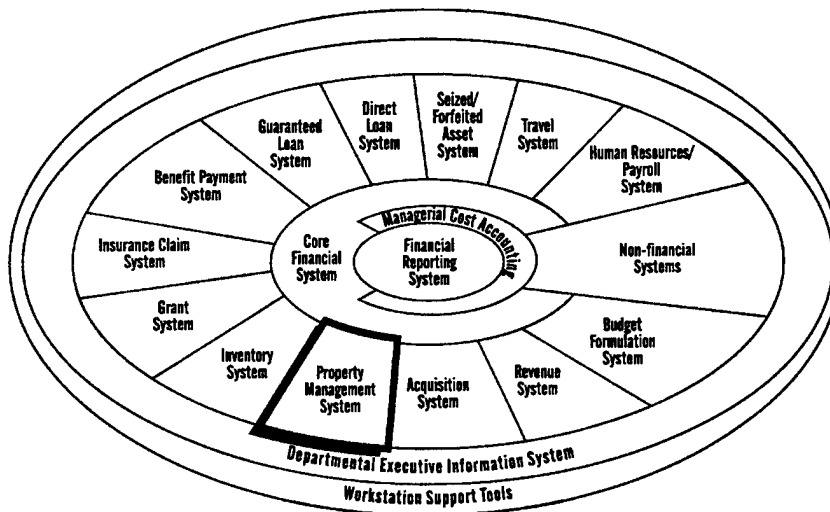 Seized/
Forfeited
Asset
System
Direct
Loan
System
Travel
System
Guaranteed
Loan
System
Human Resources/
Payroll
System
Benefit Payment
System
Managerial Cost Accounting
Insurance Claim
System
Core
Financial
System
Financial
Reporting
System
Non-financial
Systems
Grant
System
Budget
Formulation
System
Inventory
System
Property
Management
System
Acquisition
System
Revenue
System
Departmental Executive Information System
Workstation Support Tools